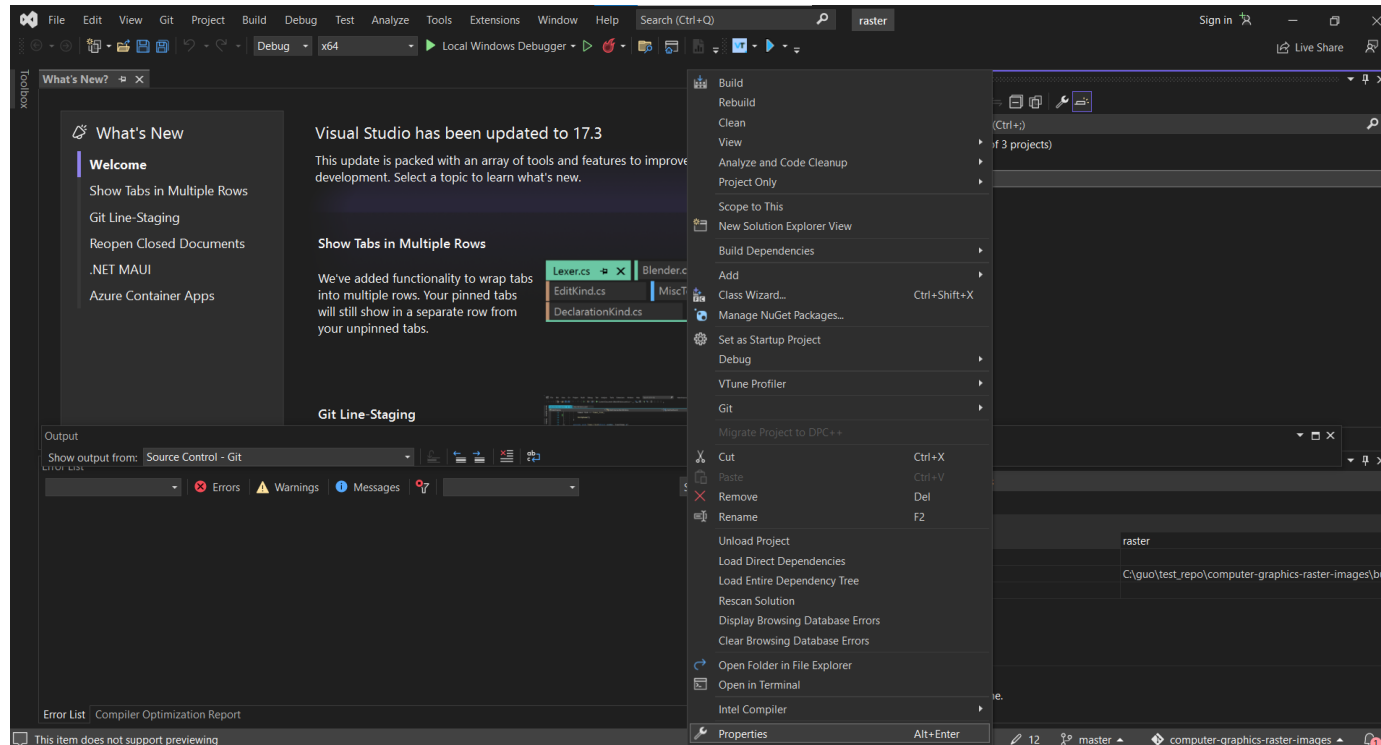 File Edit View Git Project Build Debug Test Analyze Tools Extensions Window Help Search (Ctrl+Q) raster Sign in
Debug x64 Local Windows Debugger Live Share
Toolbox
What's New?
What's New
Welcome
Show Tabs in Multiple Rows
Git Line-Staging
Reopen Closed Documents
.NET MAUI
Azure Container Apps
Visual Studio has been updated to 17.3
This update is packed with an array of tools and features to improve
development. Select a topic to learn what's new.
Show Tabs in Multiple Rows
We've added functionality to wrap tabs
into multiple rows. Your pinned tabs
will still show in a separate row from
your unpinned tabs.
Lexer.cs Blender.c
EditKind.cs MiscT
DeclarationKind.cs
Git Line-Staging
Output
Show output from: Source Control - Git
Error List
Errors Warnings Messages
Error List Compiler Optimization Report
This item does not support previewing
Build
Rebuild
Clean
View
Analyze and Code Cleanup
Project Only
Scope to This
New Solution Explorer View
Build Dependencies
Add
Class Wizard... Ctrl+Shift+X
Manage NuGet Packages...
Set as Startup Project
Debug
VTune Profiler
Git
Migrate Project to DPC++
Cut Ctrl+X
Paste Ctrl+V
Remove Del
Rename F2
Unload Project
Load Direct Dependencies
Load Entire Dependency Tree
Rescan Solution
Display Browsing Database Errors
Clear Browsing Database Errors
Open Folder in File Explorer
Open in Terminal
Intel Compiler
Properties Alt+Enter
(Ctrl+;)
of 3 projects)
raster
C:\guo\test_repo\computer-graphics-raster-images\b
ne.
12 master computer-graphics-raster-images 1